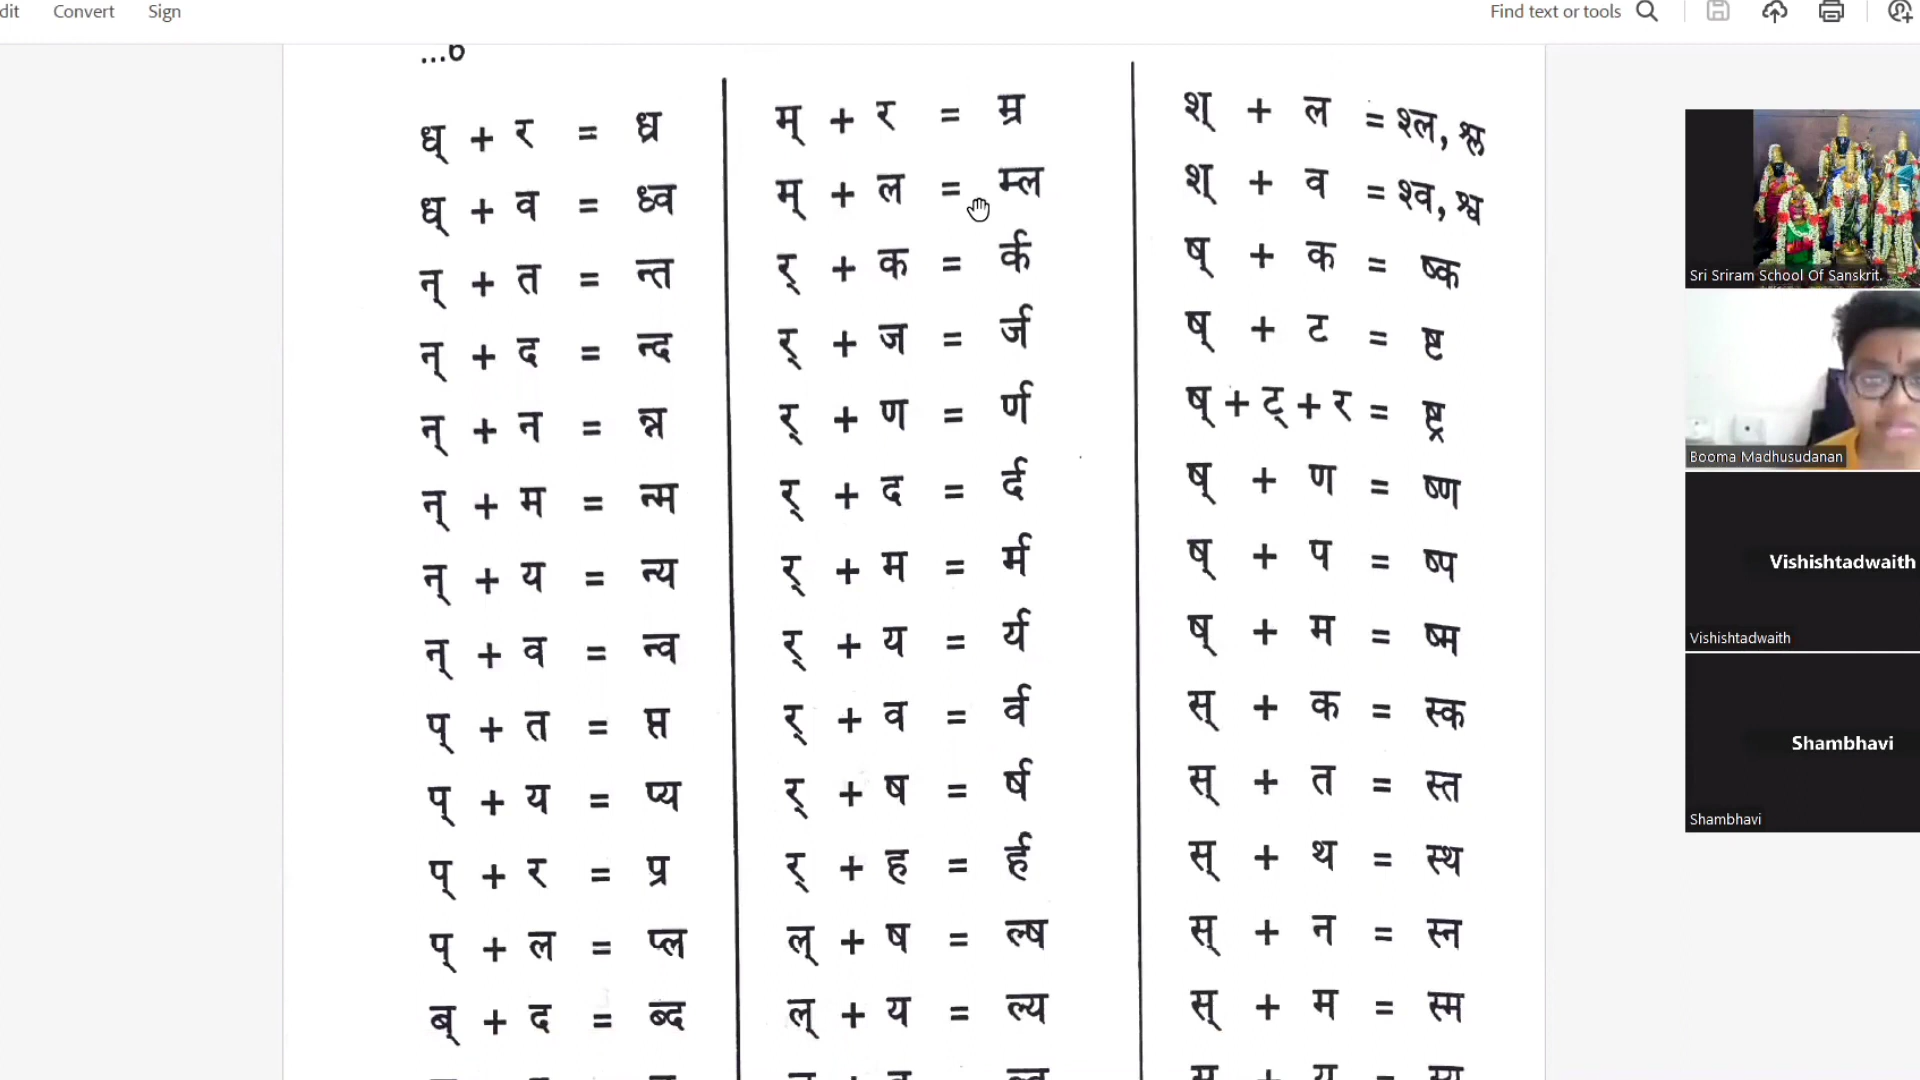 dit Convert Sign Find text or tools
...6
ध् + र = ध्र
ध् + व = ध्व
न् + त = न्त
न् + द = न्द
न् + न = न्न
न् + म = न्म
न् + य = न्य
न् + व = न्व
प् + त = प्त
प् + य = प्य
प् + र = प्र
प् + ल = प्ल
ब् + द = ब्द
म् + र = म्र
म् + ल = म्ल
र् + क = र्क
र् + ज = र्ज
र् + ण = र्ण
र् + द = र्द
र् + म = र्म
र् + य = र्य
र् + व = र्व
र् + ष = र्ष
र् + ह = र्ह
ल् + ष = ल्ष
ल् + य = ल्य
श् + ल = श्ल, श्ल
श् + व = श्व, श्व
ष् + क = ष्क
ष् + ट = ष्ट
ष् + ट् + र = ष्ट्र
ष् + ण = ष्ण
ष् + प = ष्प
ष् + म = ष्म
स् + क = स्क
स् + त = स्त
स् + थ = स्थ
स् + न = स्न
स् + म = स्म
Sri Sriram School Of Sanskrit.
Booma Madhusudanan
Vishishtadwaith
Vishishtadwaith
Shambhavi
Shambhavi